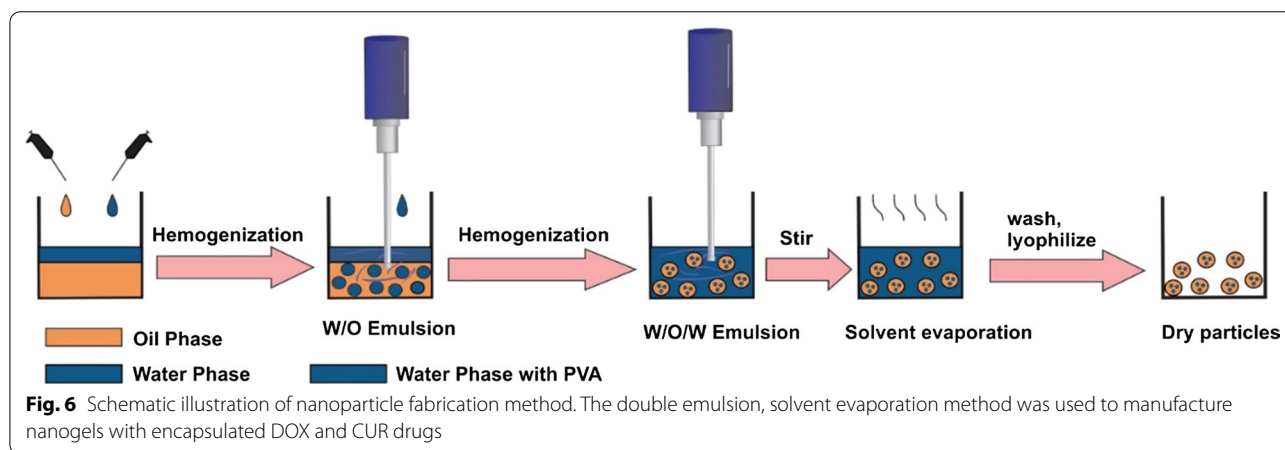 Hemogenization
Hemogenization
Stir
wash,
lyophilize
W/O Emulsion
W/O/W Emulsion
Solvent evaporation
Dry particles
Oil Phase
Water Phase
Water Phase with PVA
Fig. 6 Schematic illustration of nanoparticle fabrication method. The double emulsion, solvent evaporation method was used to manufacture
nanogels with encapsulated DOX and CUR drugs